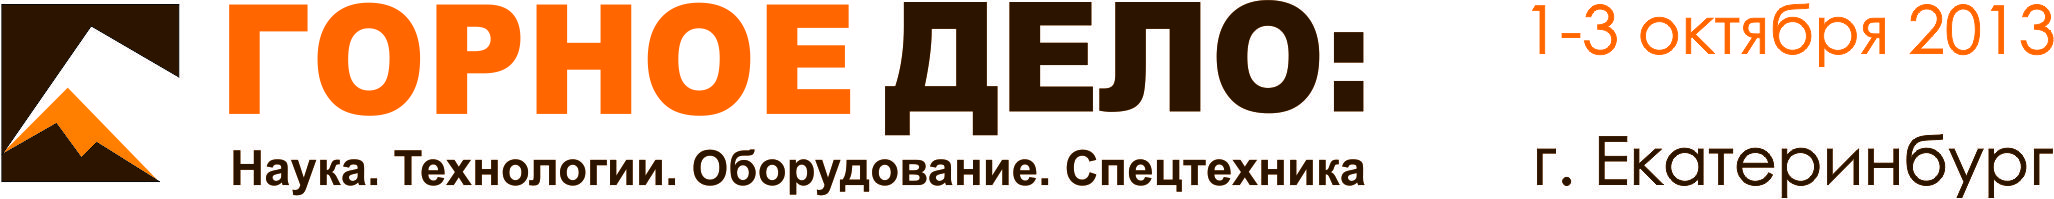 ГОРНОЕ ДЕЛО:
Наука. Технологии. Оборудование. Спецтехника
1-3 октября 2013
г. Екатеринбург